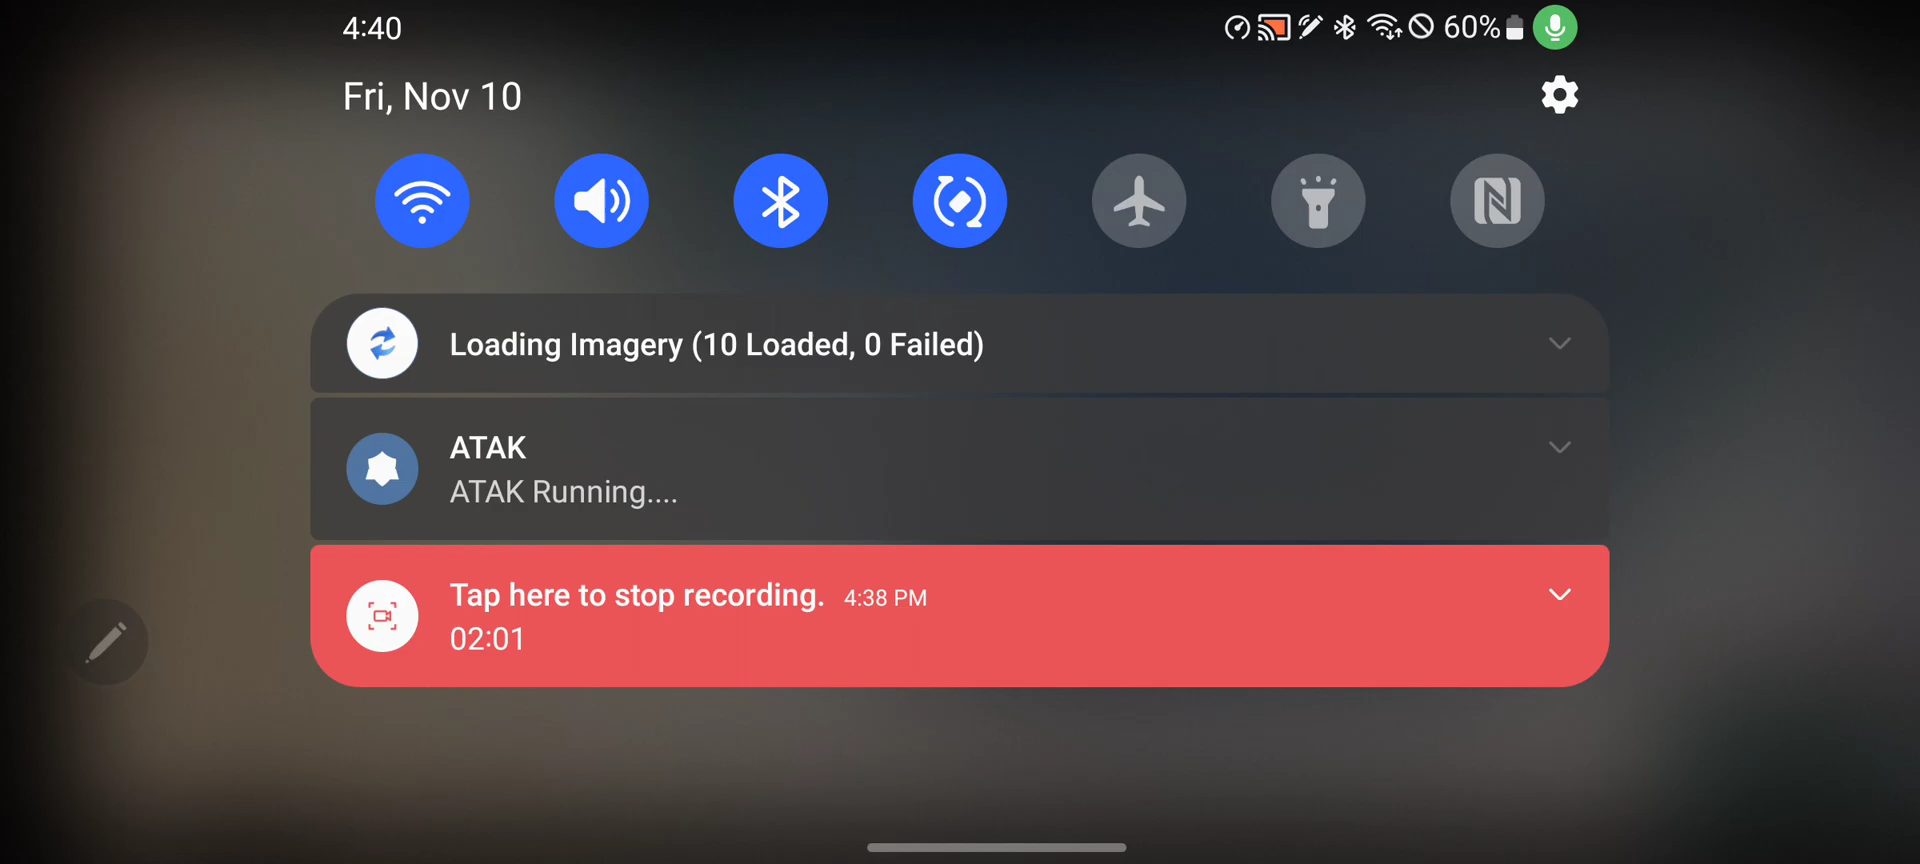 4:40
60%
Fri, Nov 10
Loading Imagery (10 Loaded, 0 Failed)
ATAK
ATAK Running....
Tap here to stop recording. 4:38 PM
02:01